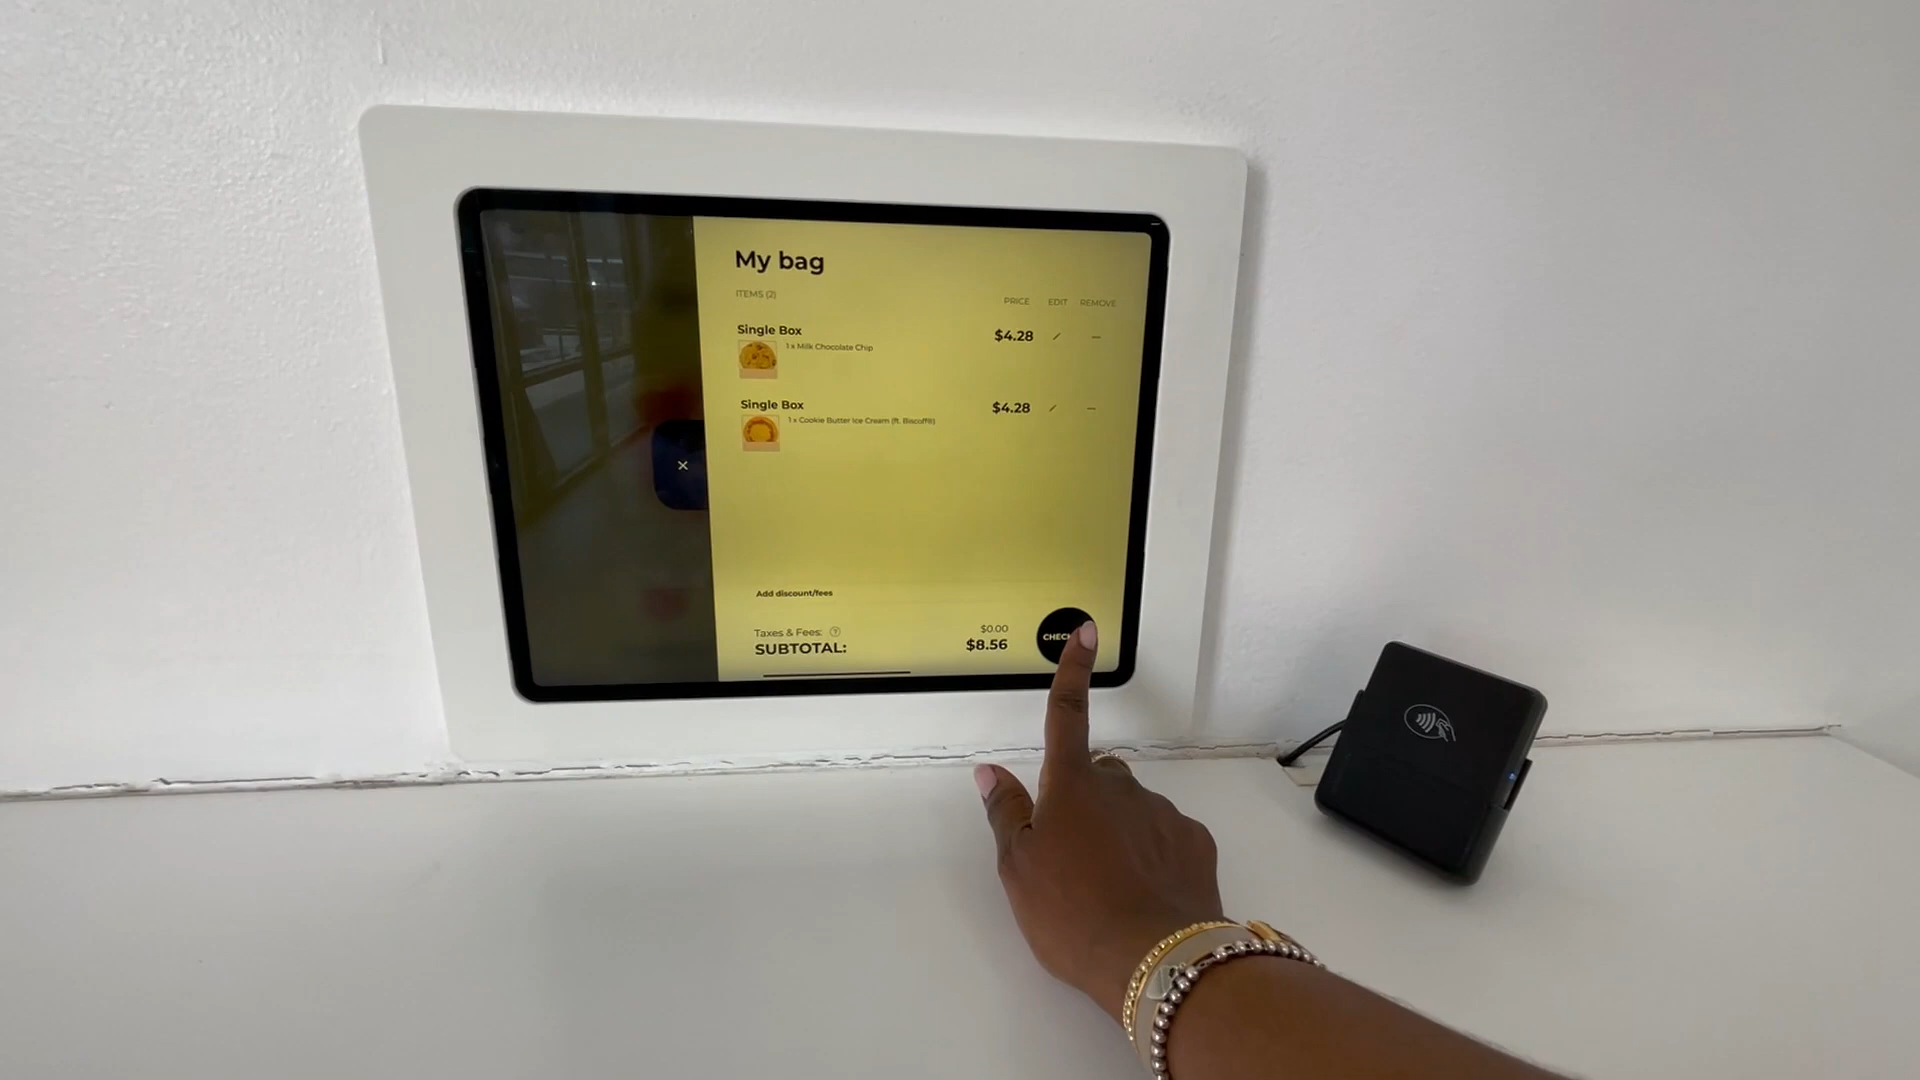 My bag
ITEMS (2)
PRICE EDIT REMOVE
Single Box
$4.28
1 x Milk Chocolate Chip
Single Box
$4.28
1 x Cookie Butter Ice Cream (ft. Biscoff®)
Add discount/fees
Taxes & Fees: ?
$0.00
SUBTOTAL:
$8.56
CHEC